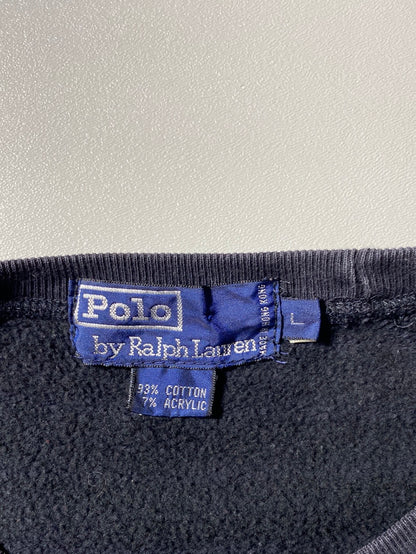 Polo
by Ralph Lauren
MADE IN HONG KONG
L
93% COTTON
7% ACRYLIC